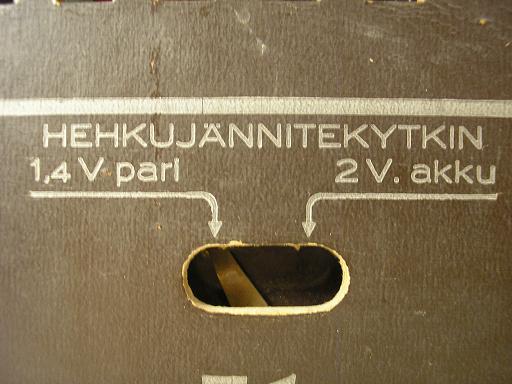 HEHKUJÄNNITEKYTKIN
1,4 V pari 2 V. akku